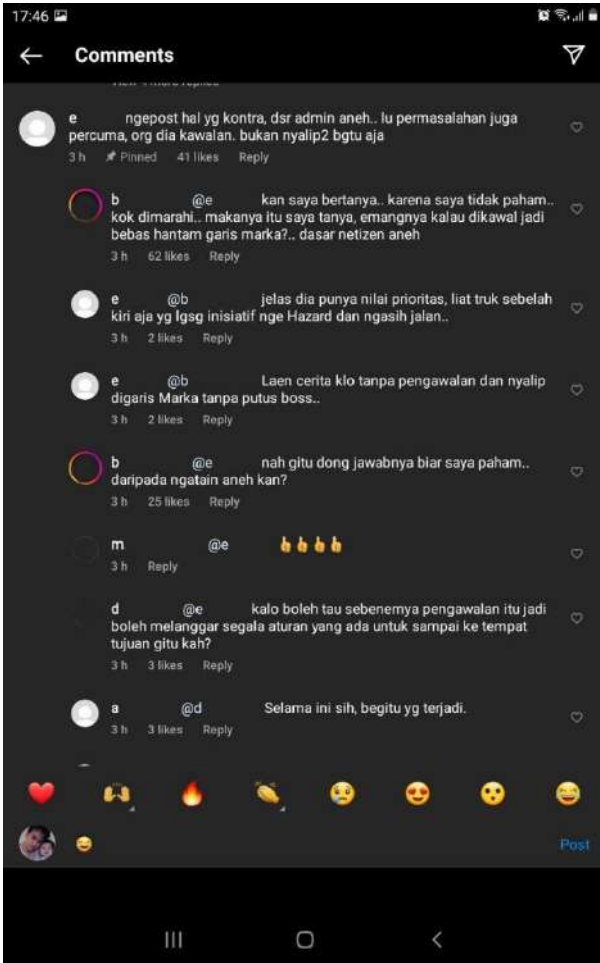 17:46
Comments
e ngepost hal yg kontra, dsr admin aneh.. lu permasalahan juga
percuma, org dia kawalan. bukan nyalip2 bgtu aja
3 h Pinned 41 likes Reply
b @e kan saya bertanya.. karena saya tidak paham..
kok dimarahi.. makanya itu saya tanya, emangnya kalau dikawal jadi
bebas hantam garis marka?.. dasar netizen aneh
3 h 62 likes Reply
e @b jelas dia punya nilai prioritas, liat truk sebelah
kiri aja yg lgsg inisiatif nge Hazard dan ngasih jalan..
3 h 2 likes Reply
e @b Laen cerita klo tanpa pengawalan dan nyalip
digaris Marka tanpa putus boss..
3 h 2 likes Reply
b @e nah gitu dong jawabnya biar saya paham..
daripada ngatain aneh kan?
3 h 25 likes Reply
m @e 👍👍👍👍
3 h Reply
d @e kalo boleh tau sebenernya pengawalan itu jadi
boleh melanggar segala aturan yang ada untuk sampai ke tempat
tujuan gitu kah?
3 h 3 likes Reply
a @d Selama ini sih, begitu yg terjadi.
3 h 3 likes Reply
Post